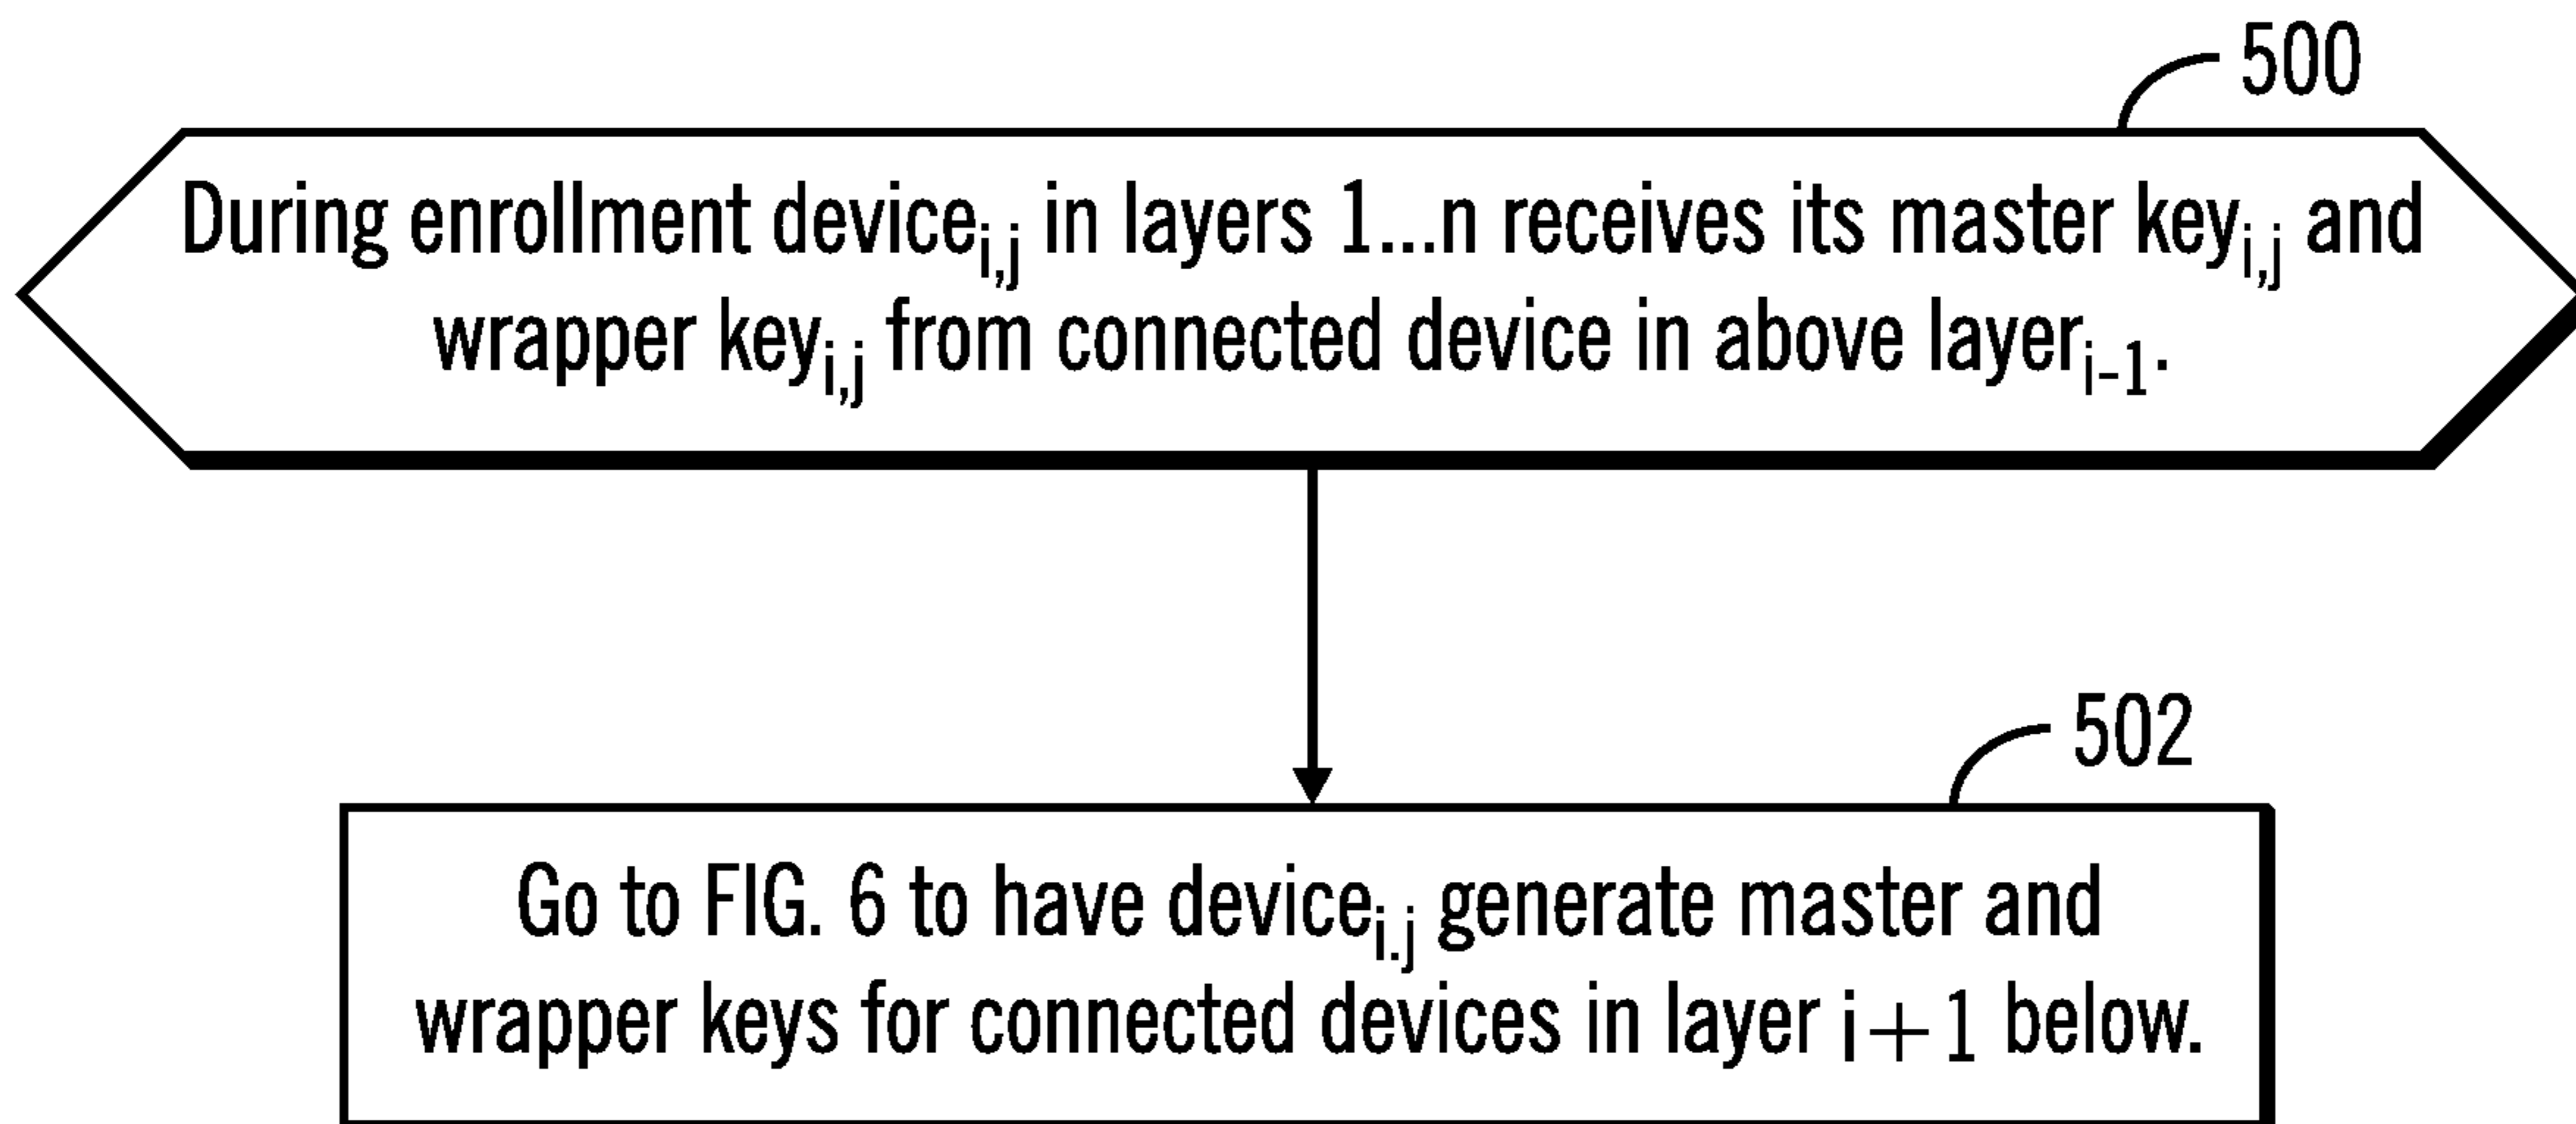 500
During enrollment device_{i,j} in layers 1...n receives its master key_{i,j} and
wrapper key_{i,j} from connected device in above layer_{i-1}.
502
Go to FIG. 6 to have device_{i.j} generate master and
wrapper keys for connected devices in layer i+1 below.